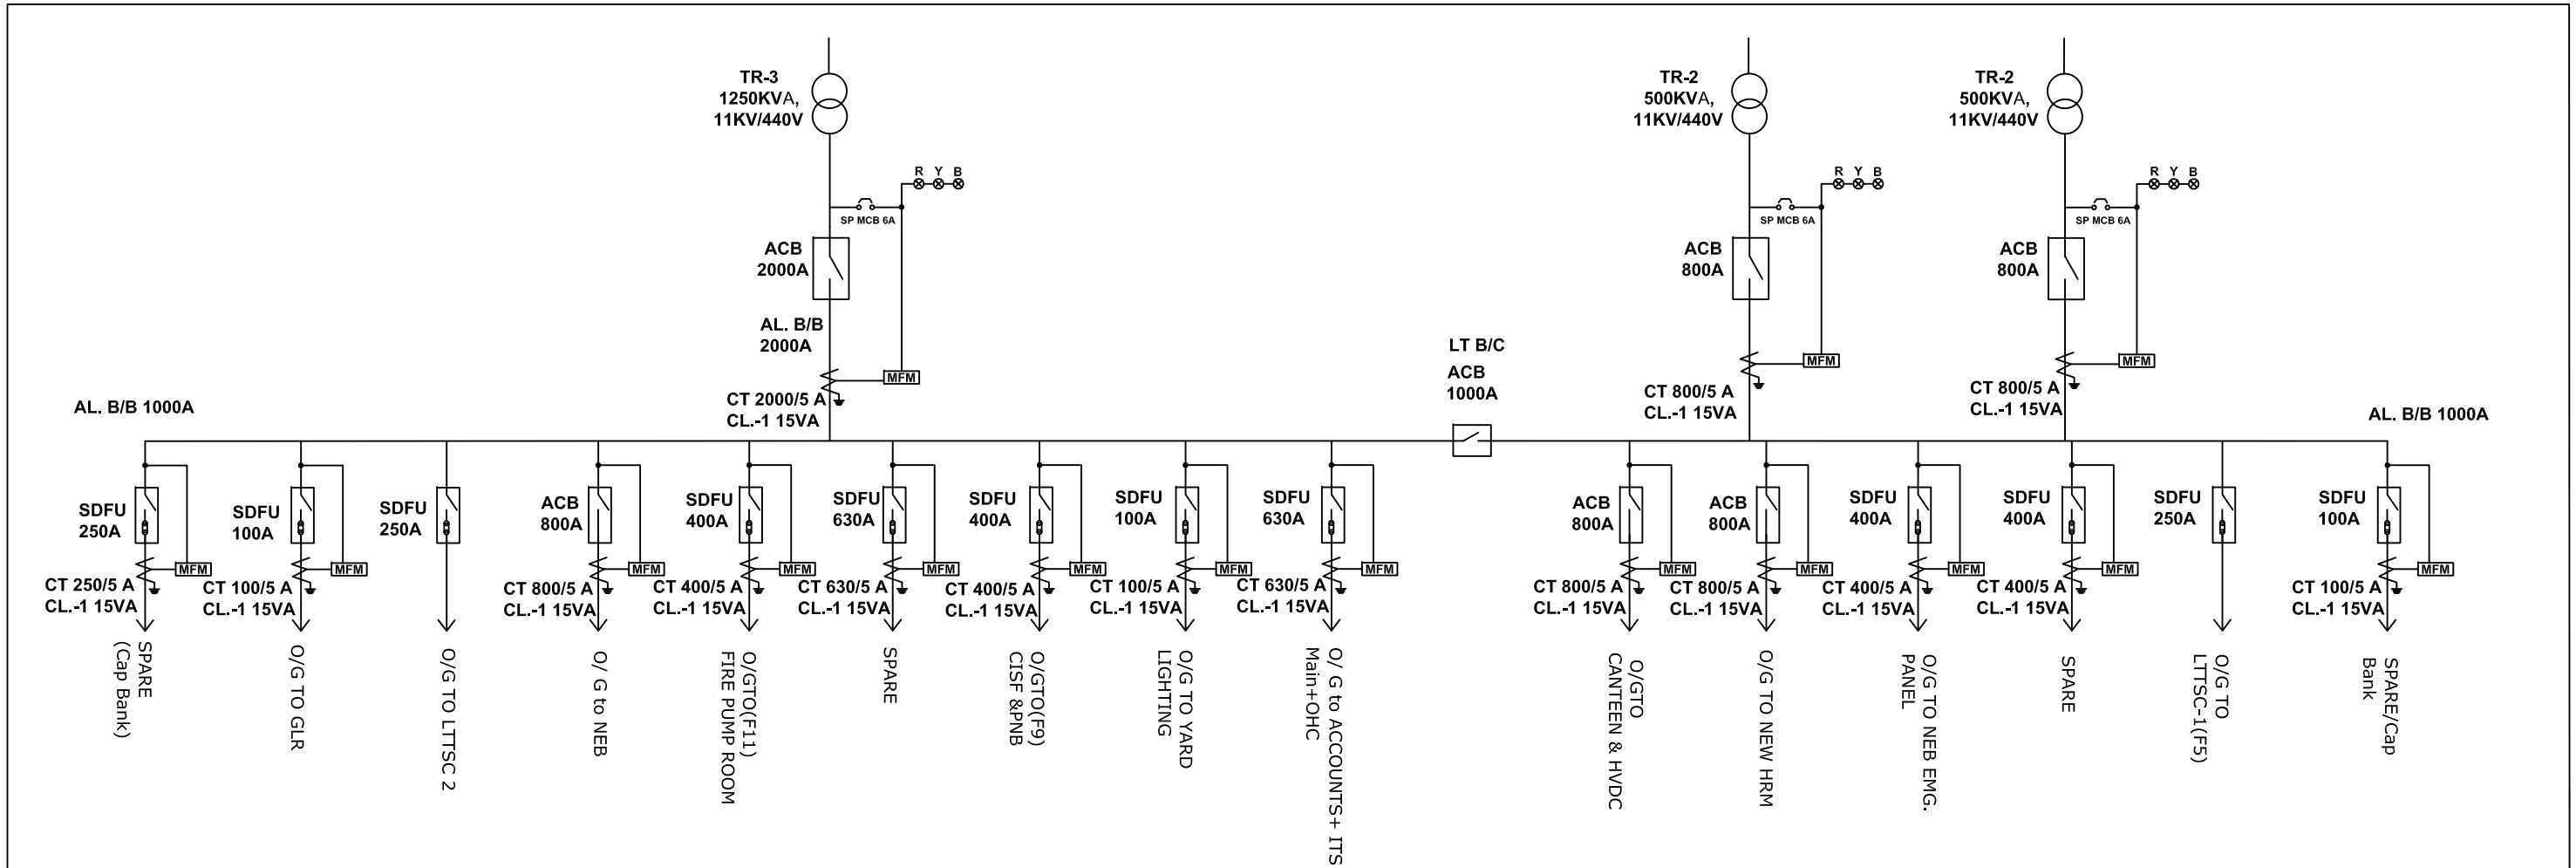 TR-3
1250KVA,
11KV/440V
TR-2
500KVA,
11KV/440V
TR-2
500KVA,
11KV/440V
R Y B
R Y B
R Y B
SP MCB 6A
SP MCB 6A
SP MCB 6A
ACB
2000A
ACB
800A
ACB
800A
AL. B/B
2000A
MFM
MFM
MFM
CT 2000/5 A
CL.-1 15VA
LT B/C
ACB
1000A
CT 800/5 A
CL.-1 15VA
CT 800/5 A
CL.-1 15VA
AL. B/B 1000A
AL. B/B 1000A
SDFU
250A
MFM
CT 250/5 A
CL.-1 15VA
SPARE
(Cap Bank)
SDFU
100A
MFM
CT 100/5 A
CL.-1 15VA
O/G TO GLR
SDFU
250A
O/G TO LTTSC 2
ACB
800A
MFM
CT 800/5 A
CL.-1 15VA
O/ G to NEB
SDFU
400A
MFM
CT 400/5 A
CL.-1 15VA
O/GTO(F11)
FIRE PUMP ROOM
SDFU
630A
MFM
CT 630/5 A
CL.-1 15VA
SPARE
SDFU
400A
MFM
CT 400/5 A
CL.-1 15VA
O/GTO(F9)
CISF &PNB
SDFU
100A
MFM
CT 100/5 A
CL.-1 15VA
O/G TO YARD
LIGHTING
SDFU
630A
MFM
CT 630/5 A
CL.-1 15VA
O/ G to ACCOUNTS+ ITS
Main+OHC
ACB
800A
MFM
CT 800/5 A
CL.-1 15VA
O/GTO
CANTEEN & HVDC
ACB
800A
MFM
CT 800/5 A
CL.-1 15VA
O/G TO NEW HRM
SDFU
400A
MFM
CT 400/5 A
CL.-1 15VA
O/G TO NEB EMG.
PANEL
SDFU
400A
MFM
CT 400/5 A
CL.-1 15VA
SPARE
SDFU
250A
O/G TO
LTTSC-1(F5)
SDFU
100A
MFM
CT 100/5 A
CL.-1 15VA
SPARE/Cap
Bank